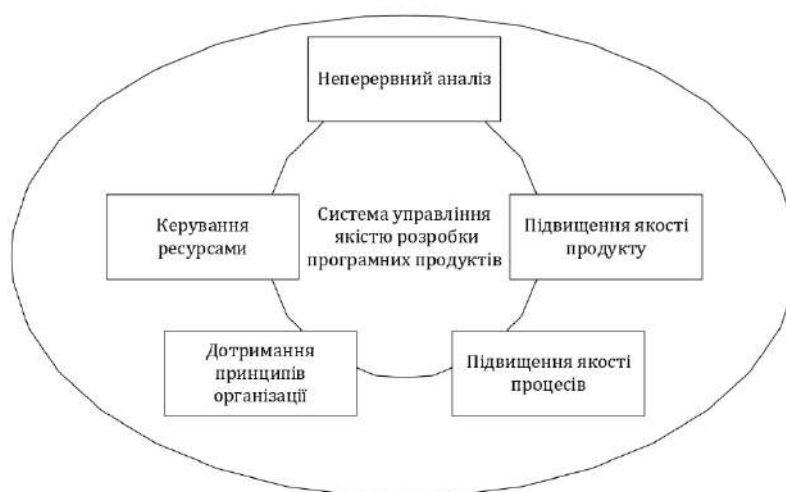 Неперервний аналіз
Керування
ресурсами
Система управління
якістю розробки
програмних продуктів
Підвищення якості
продукту
Дотримання
принципів
організації
Підвищення якості
процесів